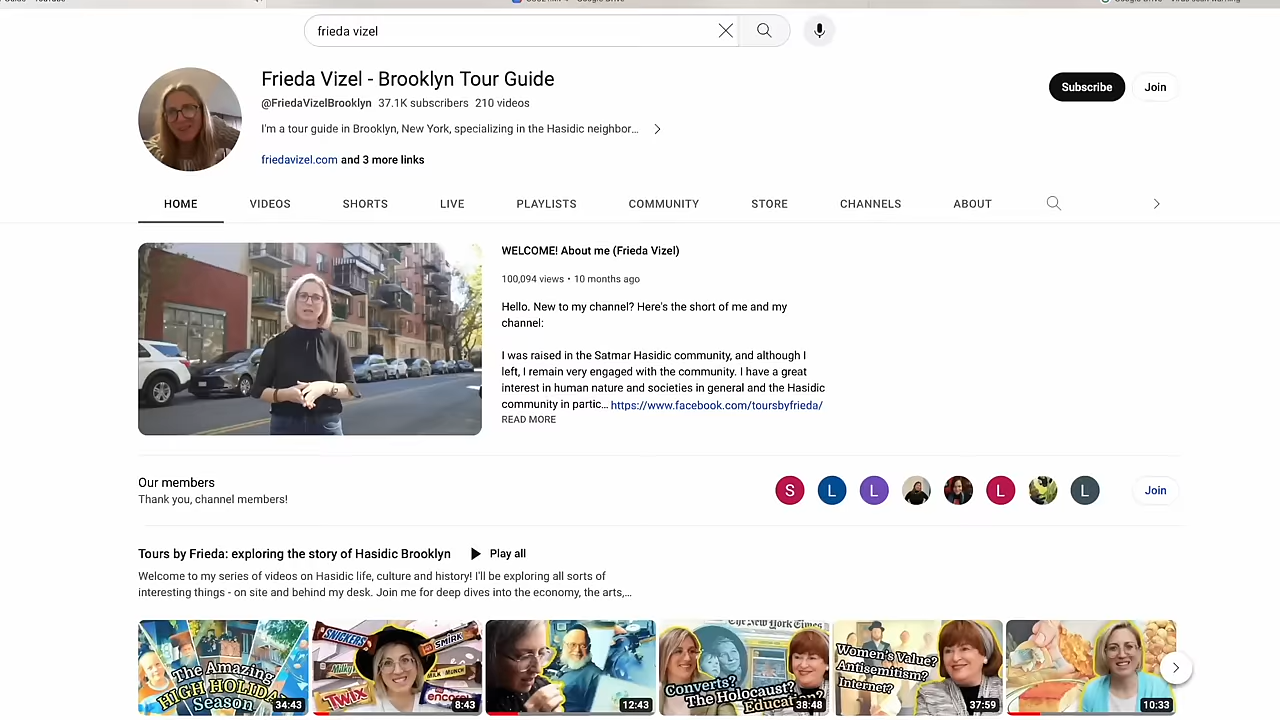 frieda vizel
Frieda Vizel - Brooklyn Tour Guide
@FriedaVizelBrooklyn 37.1K subscribers 210 videos
I'm a tour guide in Brooklyn, New York, specializing in the Hasidic neighbor...
friedavizel.com and 3 more links
Subscribe
Join
HOME
VIDEOS
SHORTS
LIVE
PLAYLISTS
COMMUNITY
STORE
CHANNELS
ABOUT
WELCOME! About me (Frieda Vizel)
100,094 views • 10 months ago
Hello. New to my channel? Here's the short of me and my
channel:
I was raised in the Satmar Hasidic community, and although I
left, I remain very engaged with the community. I have a great
interest in human nature and societies in general and the Hasidic
community in partic... https://www.facebook.com/toursbyfrieda/
READ MORE
Our members
Thank you, channel members!
S
L
L
L
L
Join
Tours by Frieda: exploring the story of Hasidic Brooklyn
Play all
Welcome to my series of videos on Hasidic life, culture and history! I'll be exploring all sorts of
interesting things - on site and behind my desk. Join me for deep dives into the economy, the arts,...
The Amazing
HIGH HOLIDAY
Season
34:43
SNICKERS
SMIRK
Milky
MILK MUNCH
TWIX
encore
8:43
12:43
The New York Times
Converts?
The Holocaust?
Education?
38:48
Women's Value?
Antisemitism?
Internet?
37:59
10:33